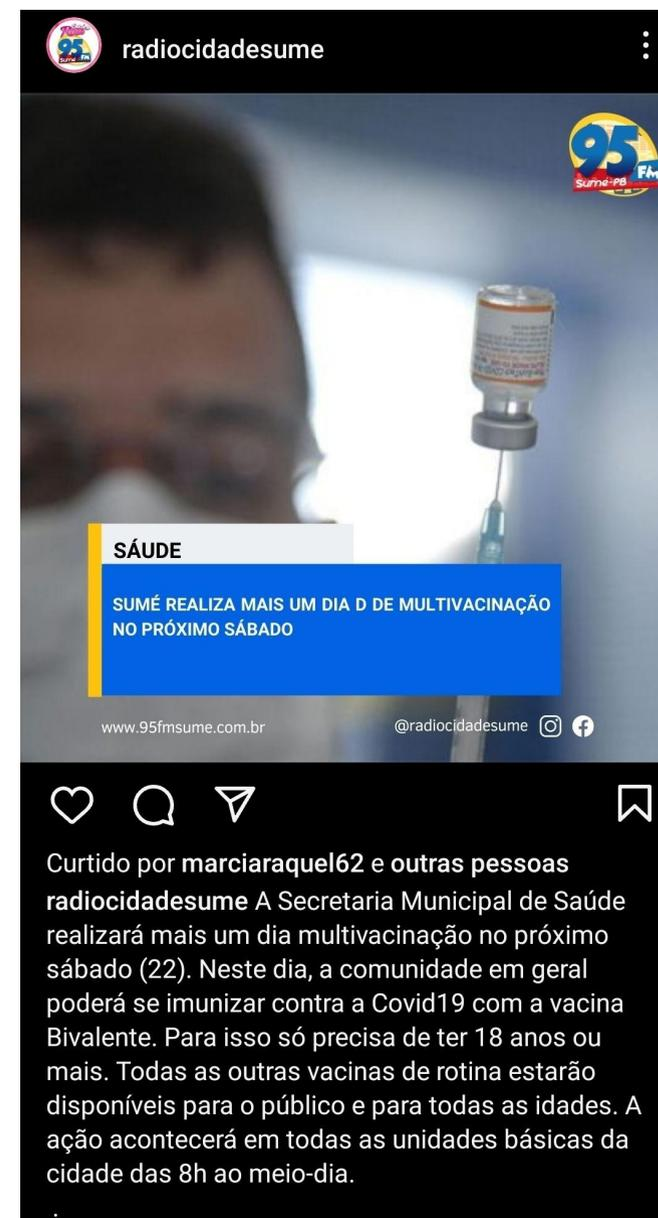 radiocidadesume
95
FM
Sumé-PB
SÁUDE
SUMÉ REALIZA MAIS UM DIA D DE MULTIVACINAÇÃO
NO PRÓXIMO SÁBADO
www.95fmsume.com.br
@radiocidadesume
Curtido por marciaraquel62 e outras pessoas
radiocidadesume A Secretaria Municipal de Saúde
realizará mais um dia multivacinação no próximo
sábado (22). Neste dia, a comunidade em geral
poderá se imunizar contra a Covid19 com a vacina
Bivalente. Para isso só precisa de ter 18 anos ou
mais. Todas as outras vacinas de rotina estarão
disponíveis para o público e para todas as idades. A
ação acontecerá em todas as unidades básicas da
cidade das 8h ao meio-dia.